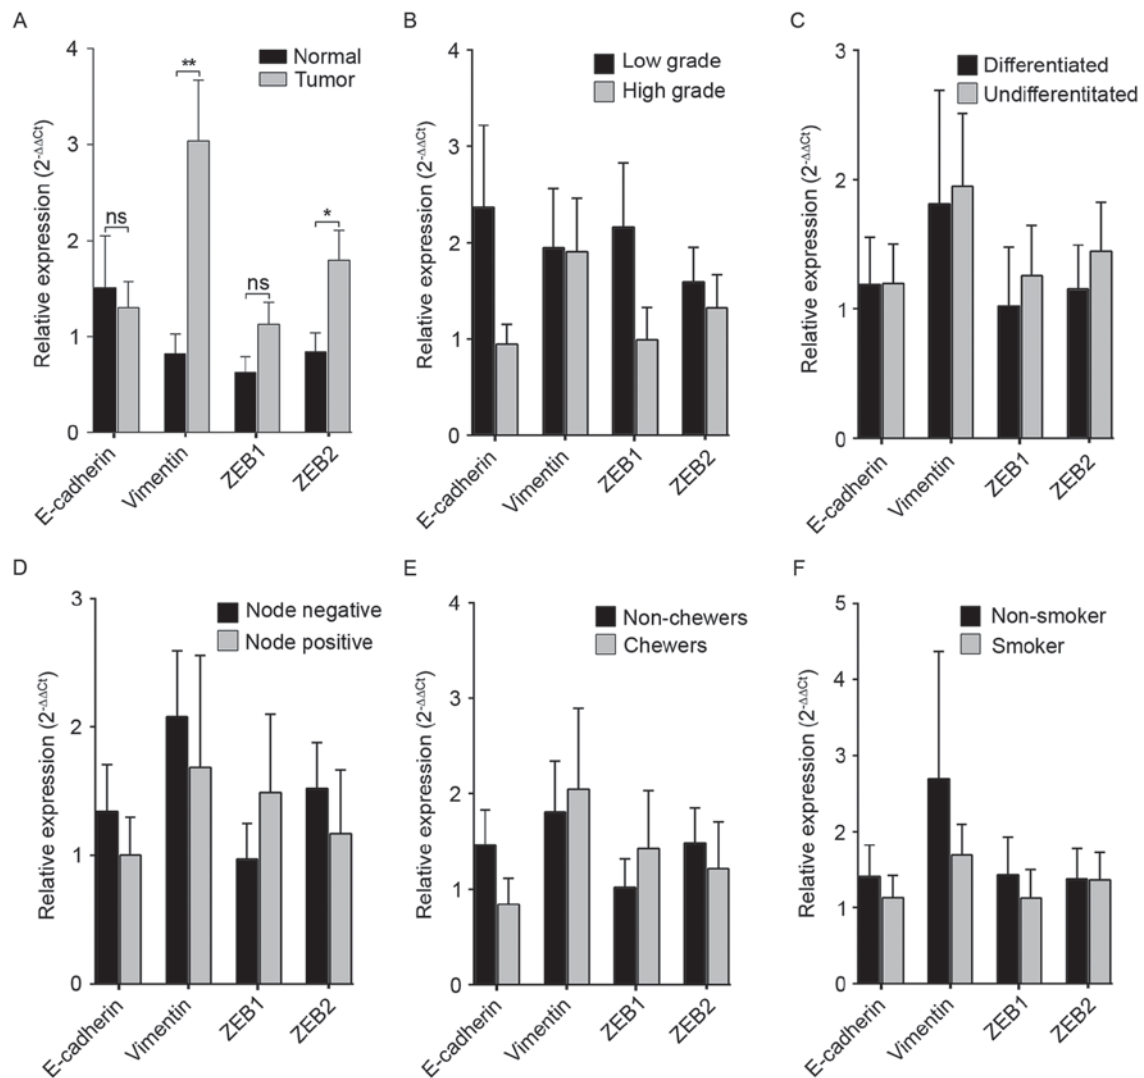 A
Relative expression (2-ΔΔCt)
4
3
2
1
0
Normal
Tumor
ns
**
ns
*
E-cadherin
Vimentin
ZEB1
ZEB2
B
Relative expression (2-ΔΔCt)
4
3
2
1
0
Low grade
High grade
E-cadherin
Vimentin
ZEB1
ZEB2
C
Relative expression (2-ΔΔCt)
3
2
1
0
Differentiated
Undifferentitated
E-cadherin
Vimentin
ZEB1
ZEB2
D
Relative expression (2-ΔΔCt)
3
2
1
0
Node negative
Node positive
E-cadherin
Vimentin
ZEB1
ZEB2
E
Relative expression (2-ΔΔCt)
4
3
2
1
0
Non-chewers
Chewers
E-cadherin
Vimentin
ZEB1
ZEB2
F
Relative expression (2-ΔΔCt)
5
4
3
2
1
0
Non-smoker
Smoker
E-cadherin
Vimentin
ZEB1
ZEB2